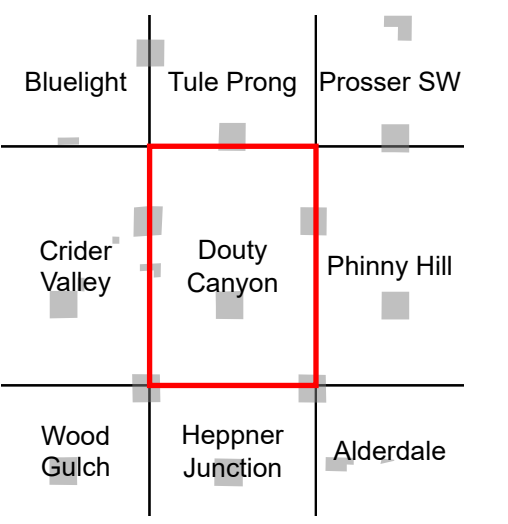 Bluelight
Tule Prong
Prosser SW
Crider
Valley
Douty
Canyon
Phinny Hill
Wood
Gulch
Heppner
Junction
Alderdale